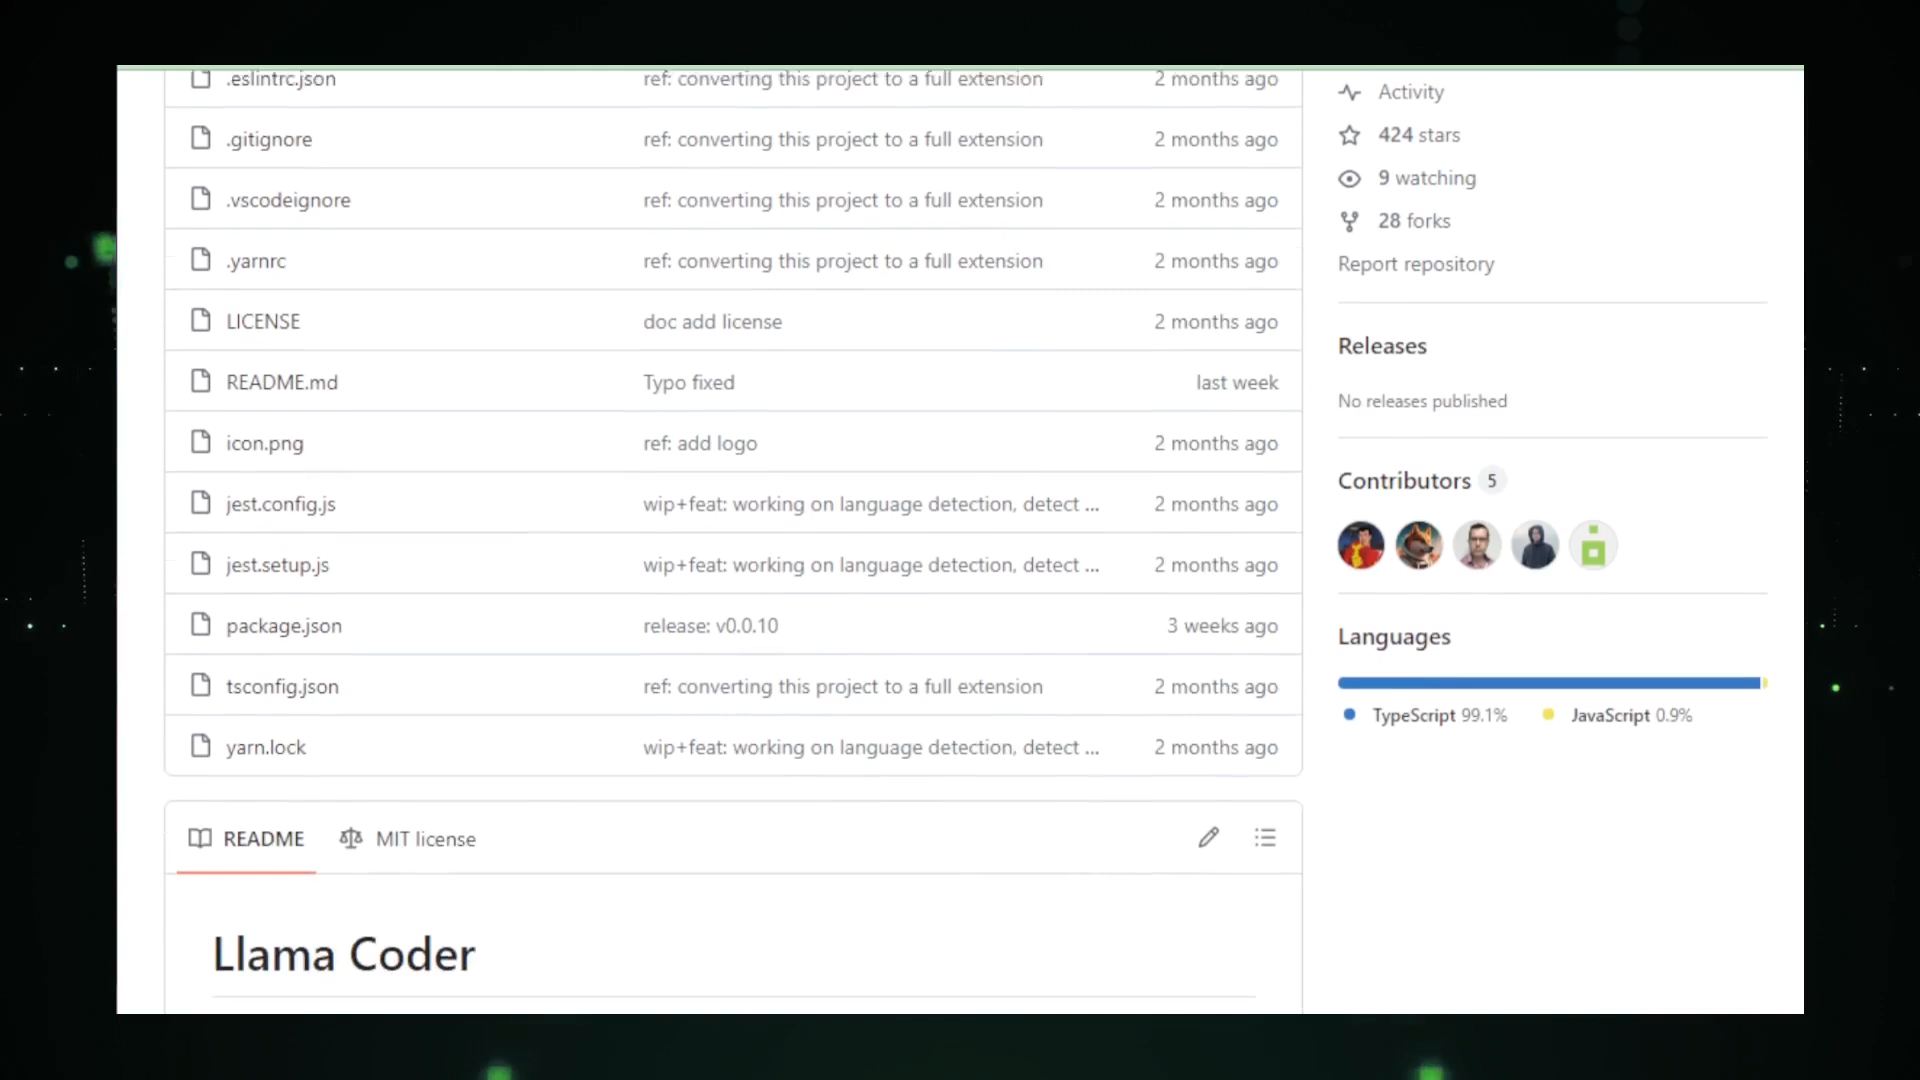 .eslintrc.json ref: converting this project to a full extension 2 months ago
.gitignore ref: converting this project to a full extension 2 months ago
.vscodeignore ref: converting this project to a full extension 2 months ago
.yarnrc ref: converting this project to a full extension 2 months ago
LICENSE doc add license 2 months ago
README.md Typo fixed last week
icon.png ref: add logo 2 months ago
jest.config.js wip+feat: working on language detection, detect ... 2 months ago
jest.setup.js wip+feat: working on language detection, detect ... 2 months ago
package.json release: v0.0.10 3 weeks ago
tsconfig.json ref: converting this project to a full extension 2 months ago
yarn.lock wip+feat: working on language detection, detect ... 2 months ago
README MIT license
Llama Coder
Activity
424 stars
9 watching
28 forks
Report repository
Releases
No releases published
Contributors 5
Languages
TypeScript 99.1% JavaScript 0.9%